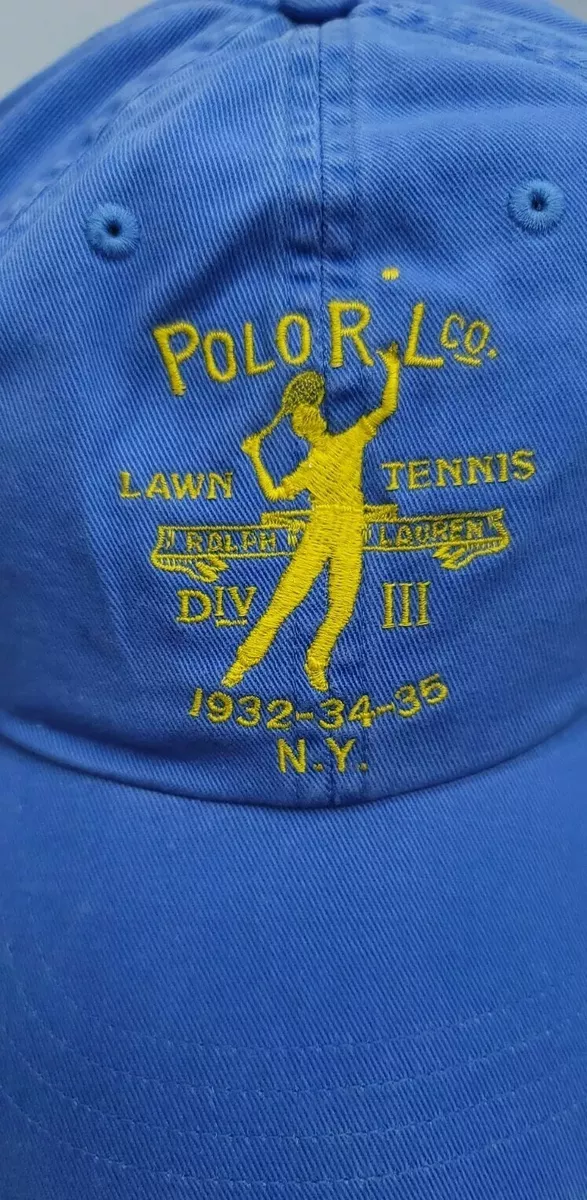 POLO R.L CO.
LAWN TENNIS
RALPH LAUREN
DIV III
1932-34-35
N.Y.